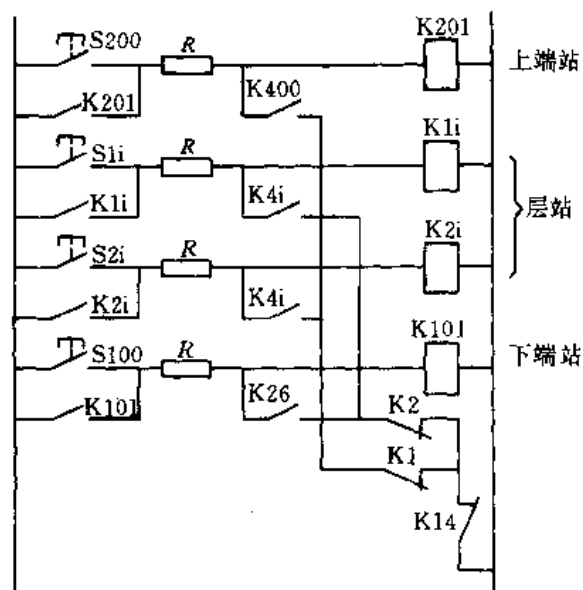 S200 R K201 上端站
K201 K400
S1i R K1i
K1i K4i 层站
S2i R K2i
K2i K4i
S100 R K101 下端站
K101 K26 K2
K1
K14